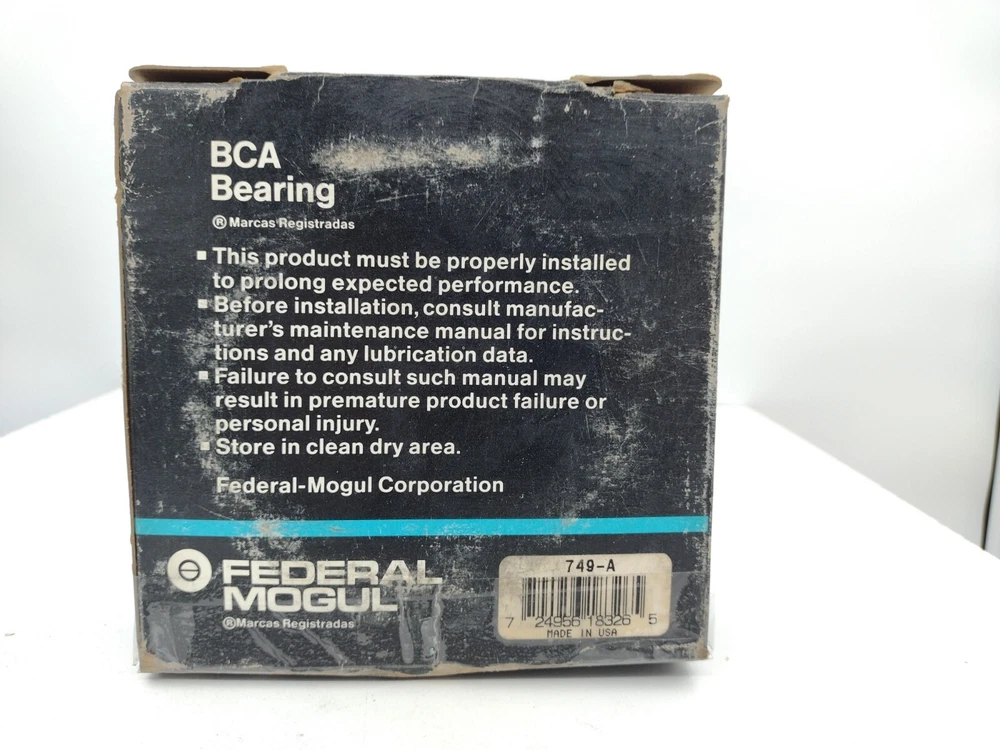 BCA
Bearing
® Marcas Registradas
▪ This product must be properly installed
to prolong expected performance.
▪ Before installation, consult manufac-
turer's maintenance manual for instruc-
tions and any lubrication data.
▪ Failure to consult such manual may
result in premature product failure or
personal injury.
▪ Store in clean dry area.
Federal-Mogul Corporation
FEDERAL
MOGUL
® Marcas Registradas
749-A
7 24956 18326 5
MADE IN USA